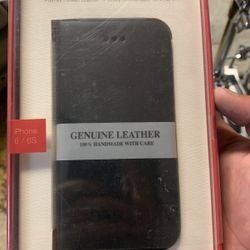 iPhone
6 / 6S
GENUINE LEATHER
100% HANDMADE WITH CARE